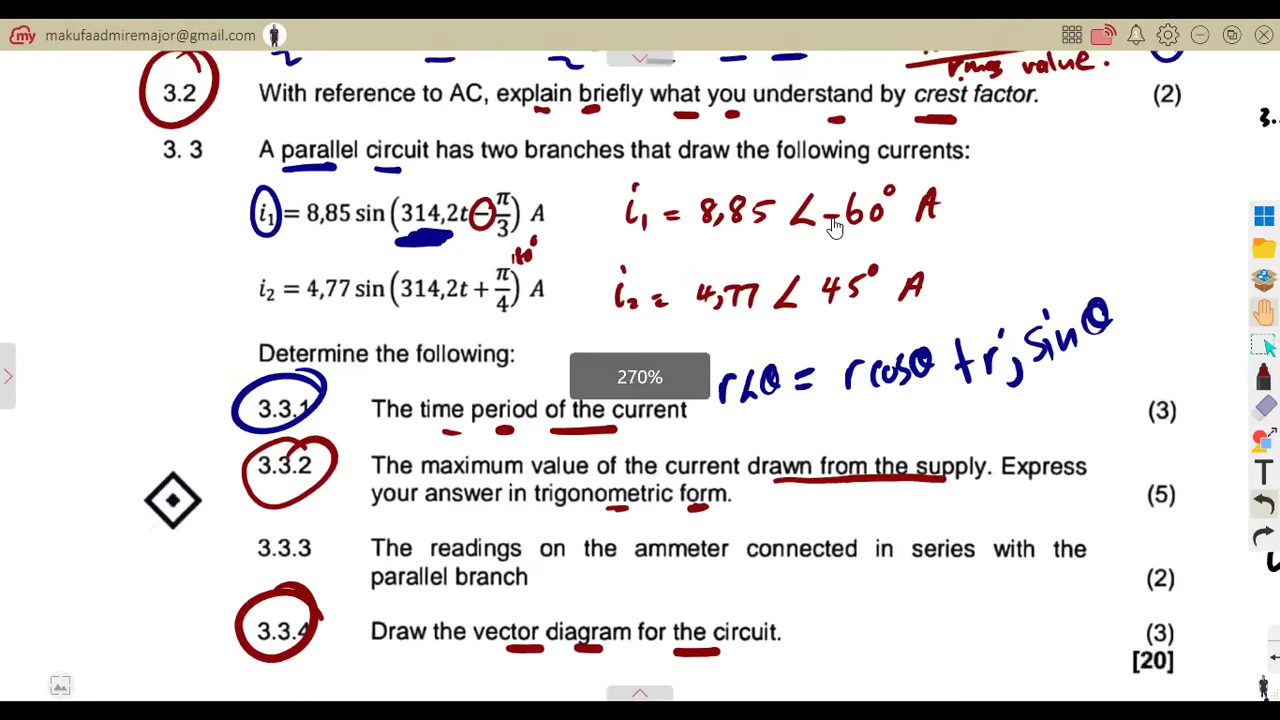 my makufaadmiremajor@gmail.com
r.m.s value.
3.2 With reference to AC, explain briefly what you understand by crest factor. (2)
3. 3 A parallel circuit has two branches that draw the following currents:
i₁ = 8,85 sin (314,2t − π/3) A i₁ = 8,85 ∠-60° A
180°
i₂ = 4,77 sin (314,2t + π/4) A i₂ = 4,77 ∠ 45° A
Determine the following:
270%
r∠θ = r cosθ + r j sinθ
3.3.1 The time period of the current (3)
3.3.2 The maximum value of the current drawn from the supply. Express
your answer in trigonometric form. (5)
3.3.3 The readings on the ammeter connected in series with the
parallel branch (2)
3.3.4 Draw the vector diagram for the circuit. (3)
[20]
3.
T